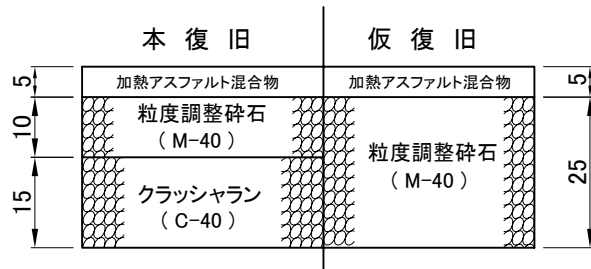 本復旧
仮復旧
5
加熱アスファルト混合物
加熱アスファルト混合物
5
10
粒度調整砕石
（ M-40 ）
粒度調整砕石
（ M-40 ）
25
15
クラッシャラン
（ C-40 ）